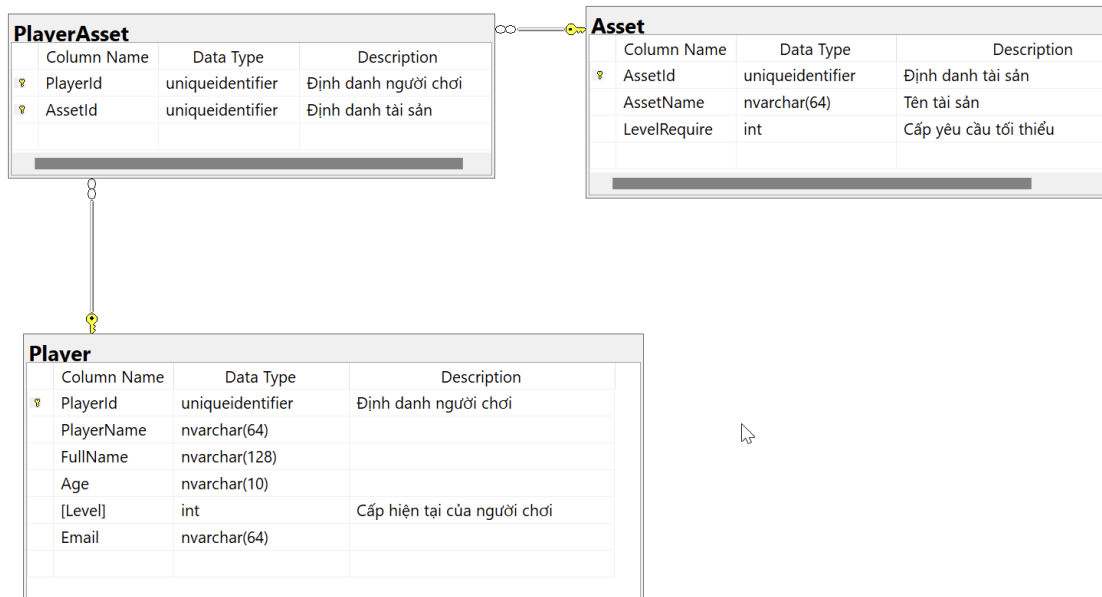 PlayerAsset
Column Name Data Type Description
PlayerId uniqueidentifier Định danh người chơi
AssetId uniqueidentifier Định danh tài sản
Asset
Column Name Data Type Description
AssetId uniqueidentifier Định danh tài sản
AssetName nvarchar(64) Tên tài sản
LevelRequire int Cấp yêu cầu tối thiểu
Player
Column Name Data Type Description
PlayerId uniqueidentifier Định danh người chơi
PlayerName nvarchar(64)
FullName nvarchar(128)
Age nvarchar(10)
[Level] int Cấp hiện tại của người chơi
Email nvarchar(64)